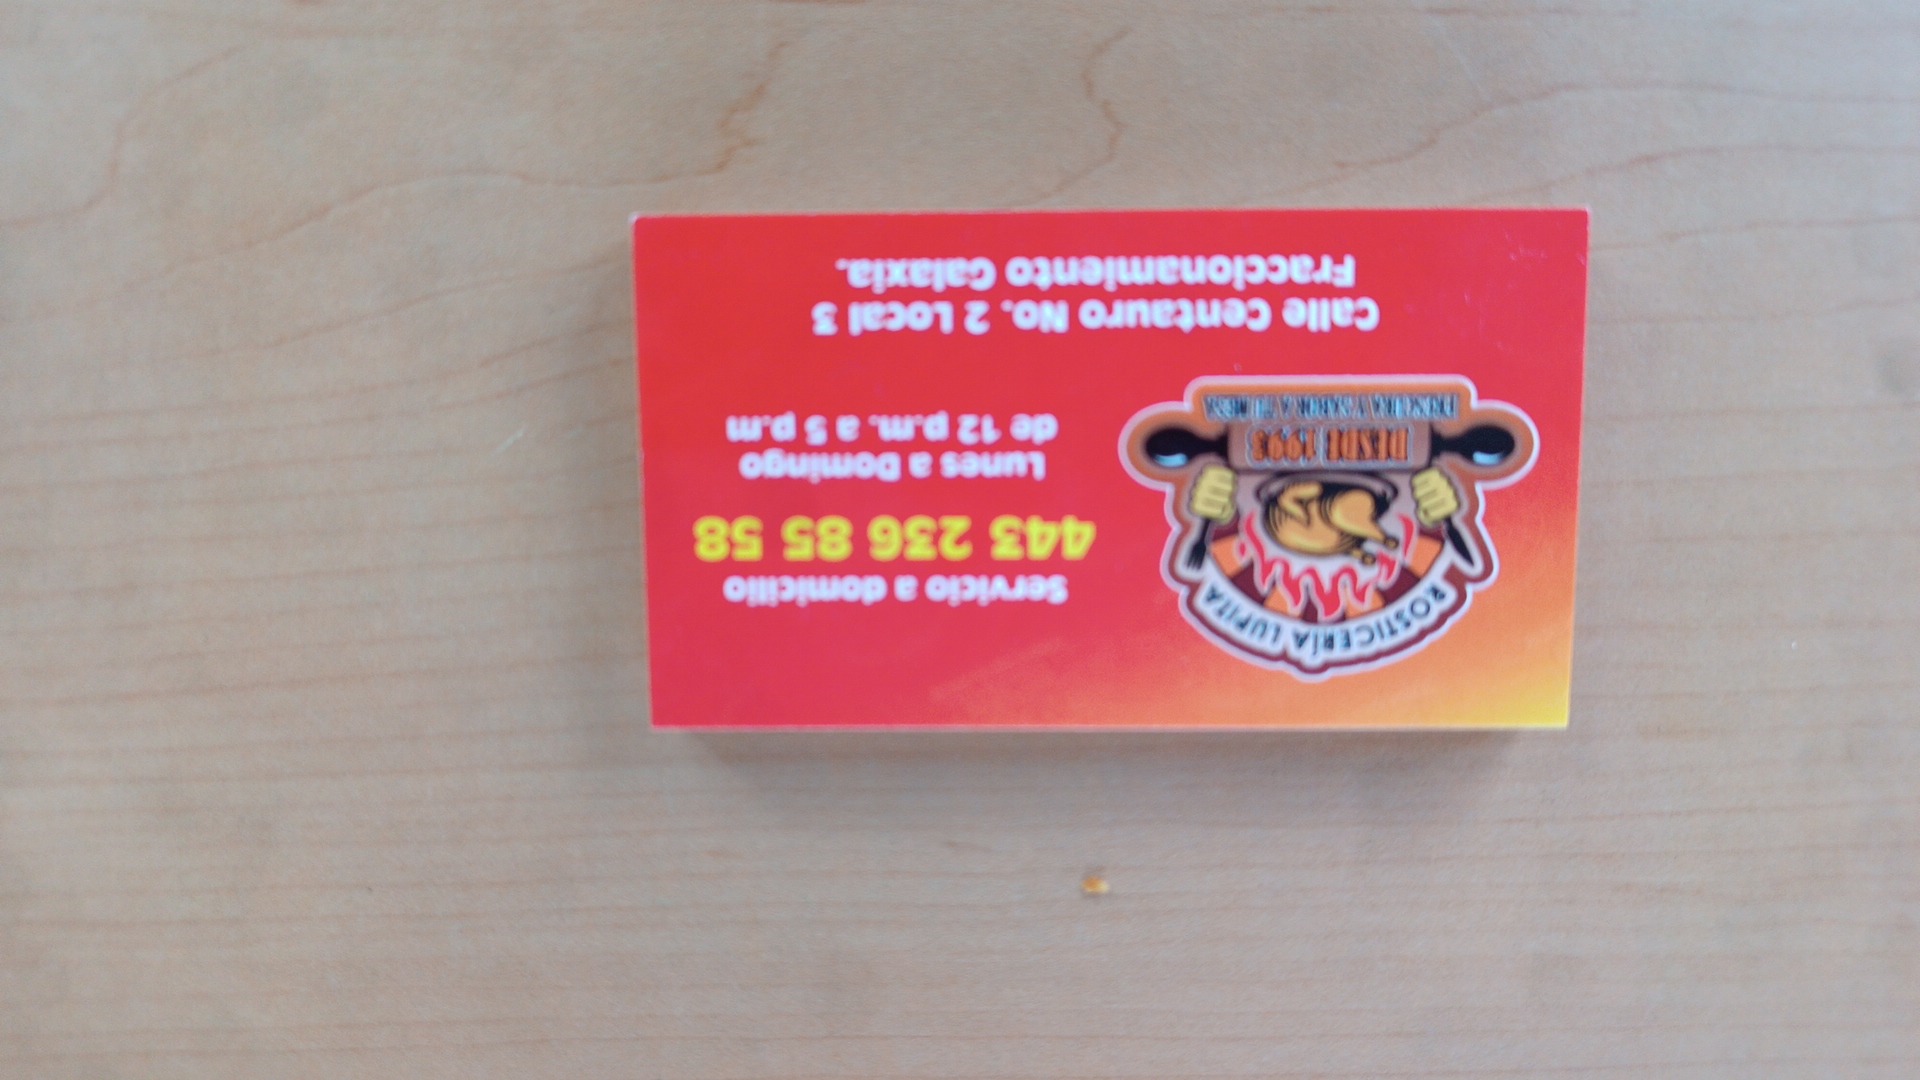 ROSTICERÍA LUPITA
DESDE 1993
Servicio a domicilio
443 236 85 58
Lunes a Domingo
de 12 p.m. a 5 p.m
Calle Centauro No. 2 Local 3
Fraccionamiento Galaxia.